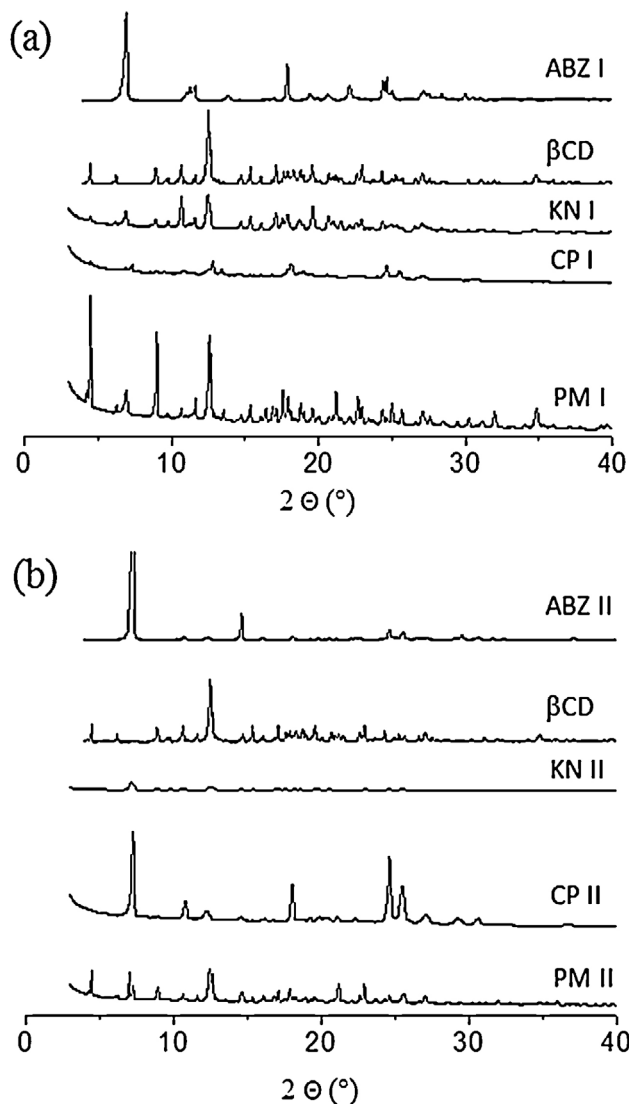 (a)
ABZ I
βCD
KN I
CP I
PM I
0 10 20 30 40
2 Θ (°)
(b)
ABZ II
βCD
KN II
CP II
PM II
0 10 20 30 40
2 Θ (°)